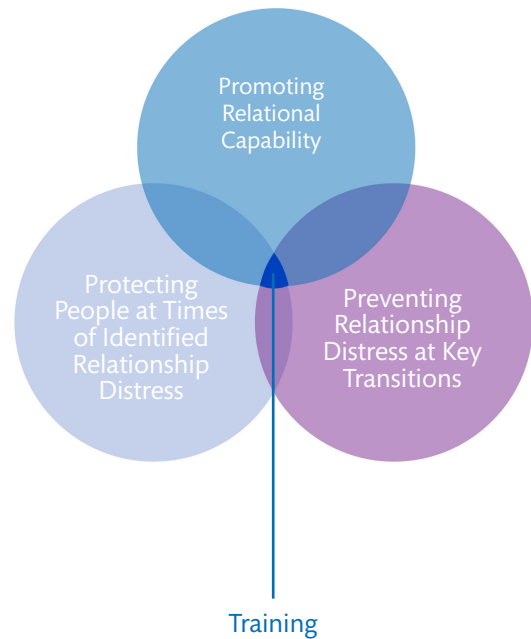 Promoting
Relational
Capability
Protecting
People at Times
of Identified
Relationship
Distress
Preventing
Relationship
Distress at Key
Transitions
Training